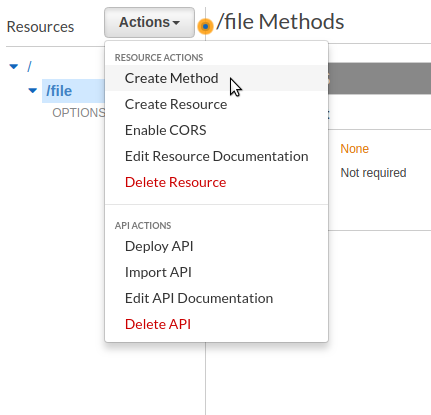 Resources
Actions
/file Methods
RESOURCE ACTIONS
/
Create Method
/file
Create Resource
OPTIONS
Enable CORS
Edit Resource Documentation
None
Delete Resource
Not required
API ACTIONS
Deploy API
Import API
Edit API Documentation
Delete API